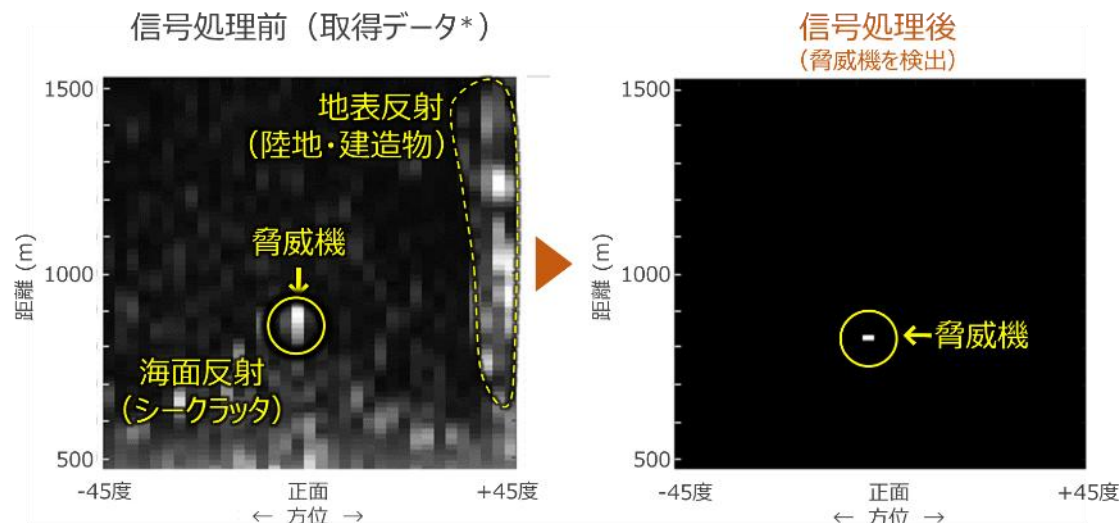 信号処理前（取得データ*）
1500
1000
500
距離（m）
地表反射
（陸地・建造物）
脅威機
↓
海面反射
（シークラッタ）
-45度
正面
+45度
← 方位 →
信号処理後
（脅威機を検出）
1500
1000
500
距離（m）
←脅威機
-45度
正面
+45度
← 方位 →